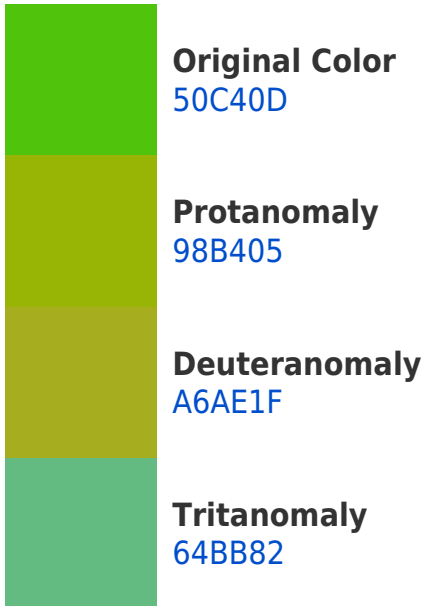 Original Color
50C40D
Protanomaly
98B405
Deuteranomaly
A6AE1F
Tritanomaly
64BB82